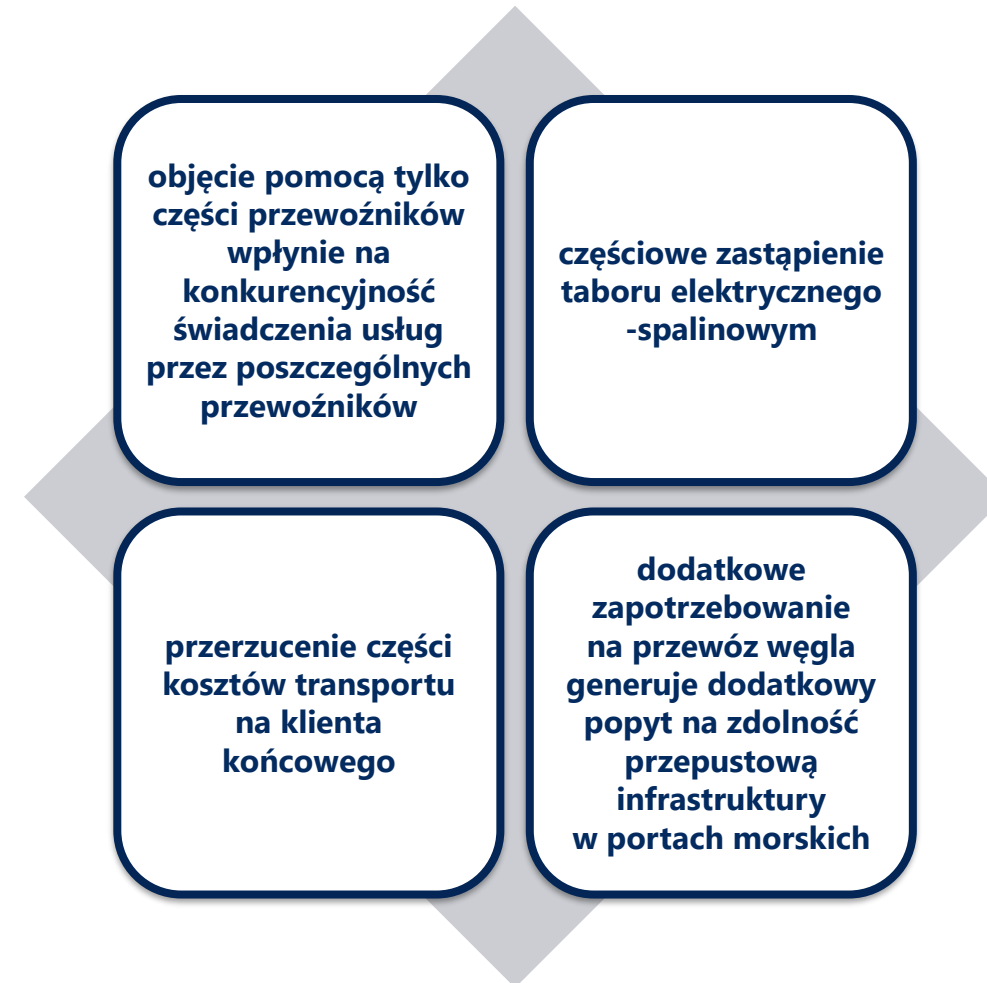 objęcie pomocą tylko
części przewoźników
wpłynie na
konkurencyjność
świadczenia usług
przez poszczególnych
przewoźników
częściowe zastąpienie
taboru elektrycznego
-spalinowym
przerzucenie części
kosztów transportu
na klienta
końcowego
dodatkowe
zapotrzebowanie
na przewóz węgla
generuje dodatkowy
popyt na zdolność
przepustową
infrastruktury
w portach morskich